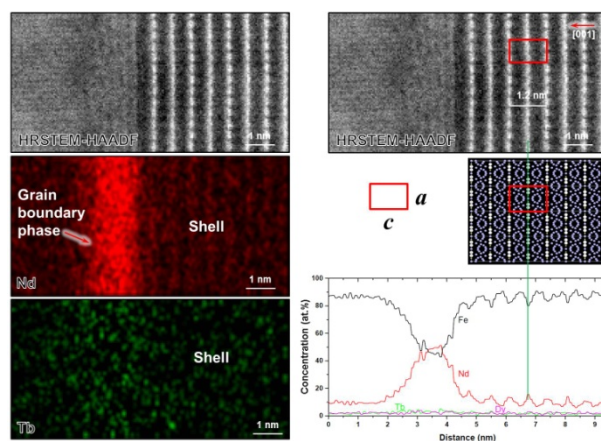 HRSTEM-HAADF
1 nm
Grain
boundary
phase
Shell
Nd
1 nm
Shell
Tb
1 nm
[001]
1.2 nm
HRSTEM-HAADF
1 nm
a
c
Concentration (at.%)
100
80
60
40
20
0
Fe
Nd
Tb
Dy
0 1 2 3 4 5 6 7 8 9 10
Distance (nm)